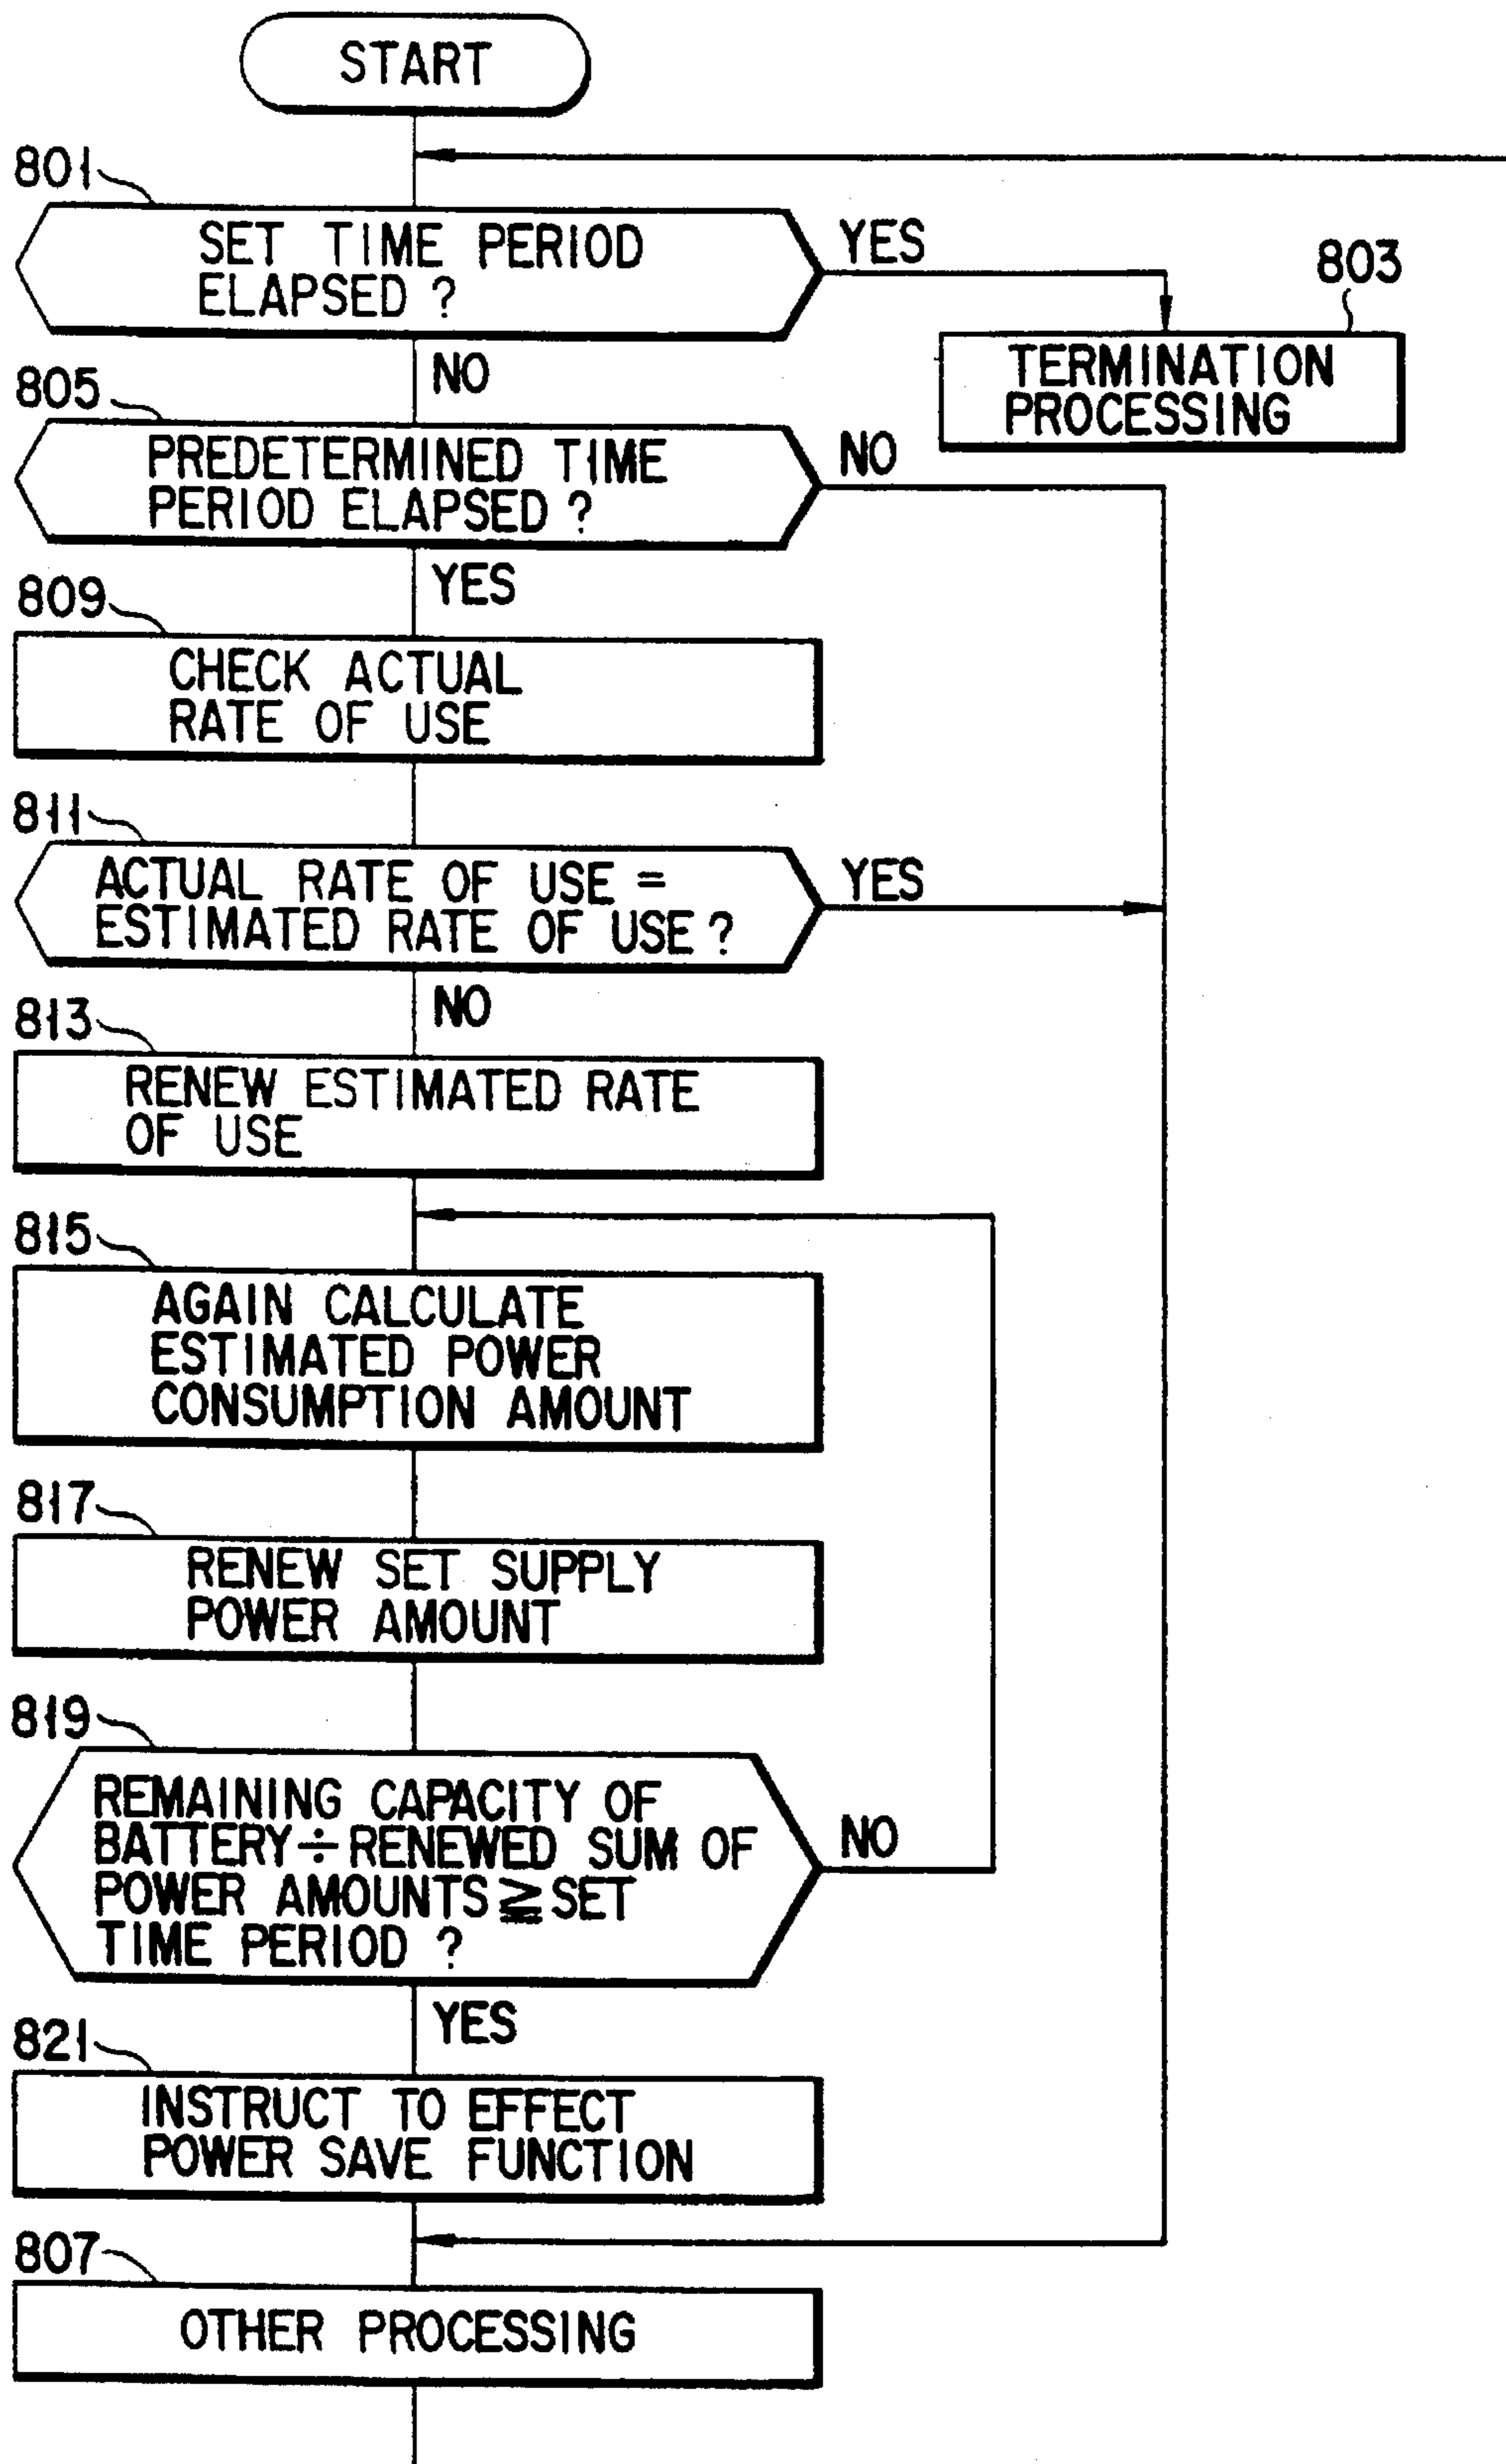 START
801
SET TIME PERIOD
ELAPSED ?
YES
803
TERMINATION
PROCESSING
NO
805
PREDETERMINED TIME
PERIOD ELAPSED ?
NO
YES
809
CHECK ACTUAL
RATE OF USE
811
ACTUAL RATE OF USE =
ESTIMATED RATE OF USE ?
YES
NO
813
RENEW ESTIMATED RATE
OF USE
815
AGAIN CALCULATE
ESTIMATED POWER
CONSUMPTION AMOUNT
817
RENEW SET SUPPLY
POWER AMOUNT
819
REMAINING CAPACITY OF
BATTERY ÷ RENEWED SUM OF
POWER AMOUNTS ≧ SET
TIME PERIOD ?
NO
YES
821
INSTRUCT TO EFFECT
POWER SAVE FUNCTION
807
OTHER PROCESSING